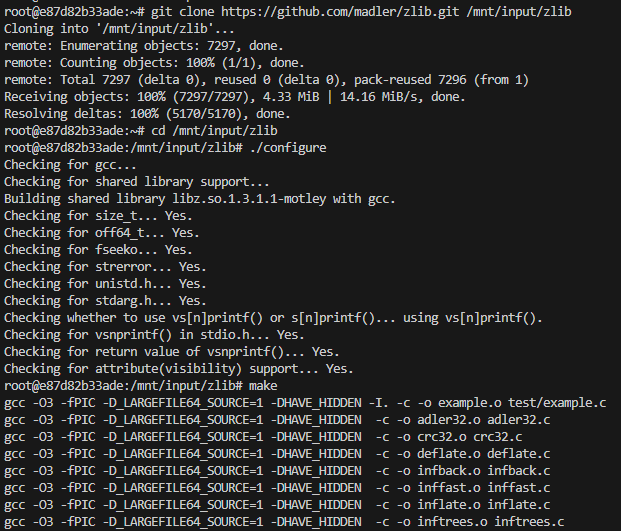 root@e87d82b33ade:~# git clone https://github.com/madler/zlib.git /mnt/input/zlib
Cloning into '/mnt/input/zlib'...
remote: Enumerating objects: 7297, done.
remote: Counting objects: 100% (1/1), done.
remote: Total 7297 (delta 0), reused 0 (delta 0), pack-reused 7296 (from 1)
Receiving objects: 100% (7297/7297), 4.33 MiB | 14.16 MiB/s, done.
Resolving deltas: 100% (5170/5170), done.
root@e87d82b33ade:~# cd /mnt/input/zlib
root@e87d82b33ade:/mnt/input/zlib# ./configure
Checking for gcc...
Checking for shared library support...
Building shared library libz.so.1.3.1.1-motley with gcc.
Checking for size_t... Yes.
Checking for off64_t... Yes.
Checking for fseeko... Yes.
Checking for strerror... Yes.
Checking for unistd.h... Yes.
Checking for stdarg.h... Yes.
Checking whether to use vs[n]printf() or s[n]printf()... using vs[n]printf().
Checking for vsnprintf() in stdio.h... Yes.
Checking for return value of vsnprintf()... Yes.
Checking for attribute(visibility) support... Yes.
root@e87d82b33ade:/mnt/input/zlib# make
gcc -O3 -fPIC -D_LARGEFILE64_SOURCE=1 -DHAVE_HIDDEN -I. -c -o example.o test/example.c
gcc -O3 -fPIC -D_LARGEFILE64_SOURCE=1 -DHAVE_HIDDEN  -c -o adler32.o adler32.c
gcc -O3 -fPIC -D_LARGEFILE64_SOURCE=1 -DHAVE_HIDDEN  -c -o crc32.o crc32.c
gcc -O3 -fPIC -D_LARGEFILE64_SOURCE=1 -DHAVE_HIDDEN  -c -o deflate.o deflate.c
gcc -O3 -fPIC -D_LARGEFILE64_SOURCE=1 -DHAVE_HIDDEN  -c -o infback.o infback.c
gcc -O3 -fPIC -D_LARGEFILE64_SOURCE=1 -DHAVE_HIDDEN  -c -o inffast.o inffast.c
gcc -O3 -fPIC -D_LARGEFILE64_SOURCE=1 -DHAVE_HIDDEN  -c -o inflate.o inflate.c
gcc -O3 -fPIC -D_LARGEFILE64_SOURCE=1 -DHAVE_HIDDEN  -c -o inftrees.o inftrees.c